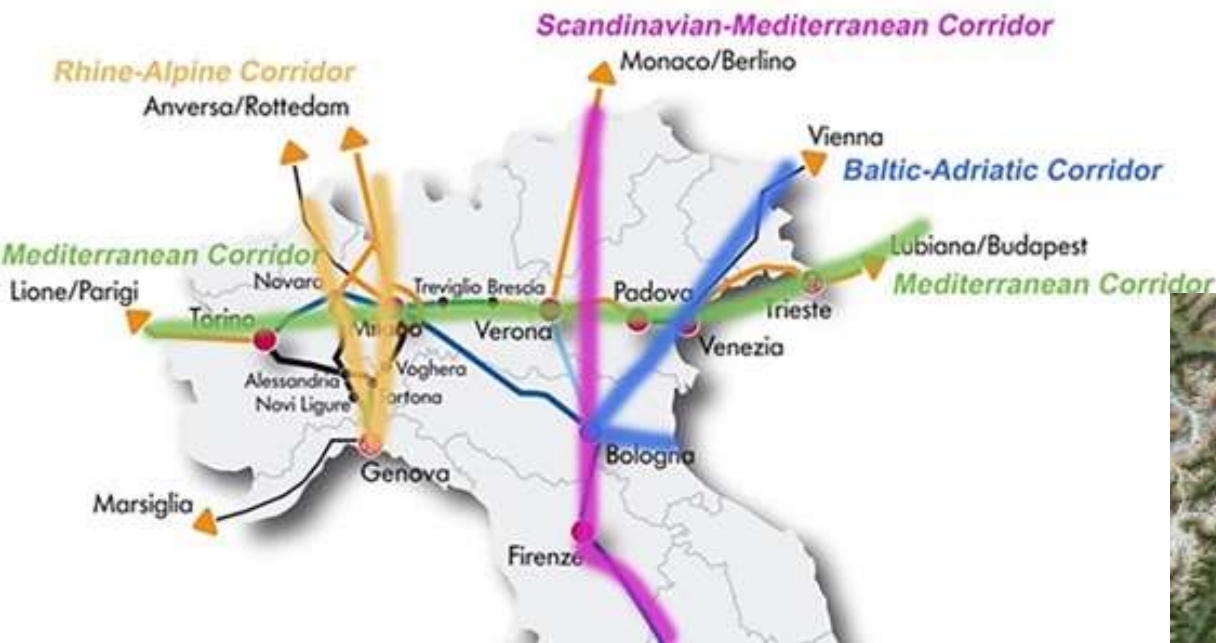 Scandinavian-Mediterranean Corridor
Monaco/Berlino
Rhine-Alpine Corridor
Anversa/Rottedam
Vienna
Baltic-Adriatic Corridor
Mediterranean Corridor
Lione/Parigi
Lubiana/Budapest
Mediterranean Corridor
Novara
Treviglio Brescia
Padova
Torino
Milano
Verona
Trieste
Venezia
Voghera
Alessandria
Tortona
Novi Ligure
Bologna
Genova
Marsiglia
Firenze